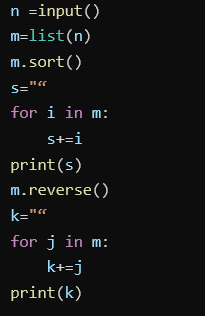 n =input()
m=list(n)
m.sort()
s="“
for i in m:
    s+=i
print(s)
m.reverse()
k="“
for j in m:
    k+=j
print(k)